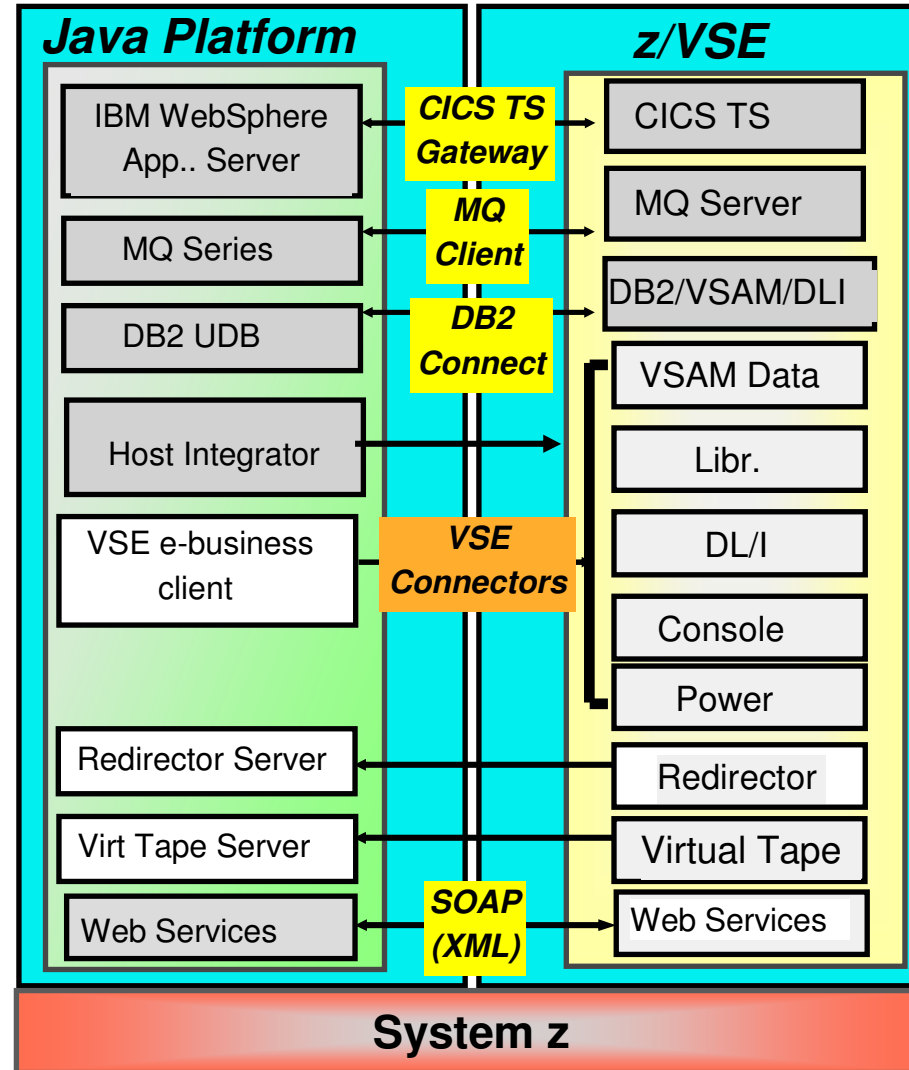 Java Platform
z/VSE
IBM WebSphere
App.. Server
CICS TS
Gateway
CICS TS
MQ Series
MQ
Client
MQ Server
DB2 UDB
DB2
Connect
DB2/VSAM/DLI
Host Integrator
VSAM Data
Libr.
VSE e-business
client
VSE
Connectors
DL/I
Console
Power
Redirector Server
Redirector
Virt Tape Server
Virtual Tape
Web Services
SOAP
(XML)
Web Services
System z